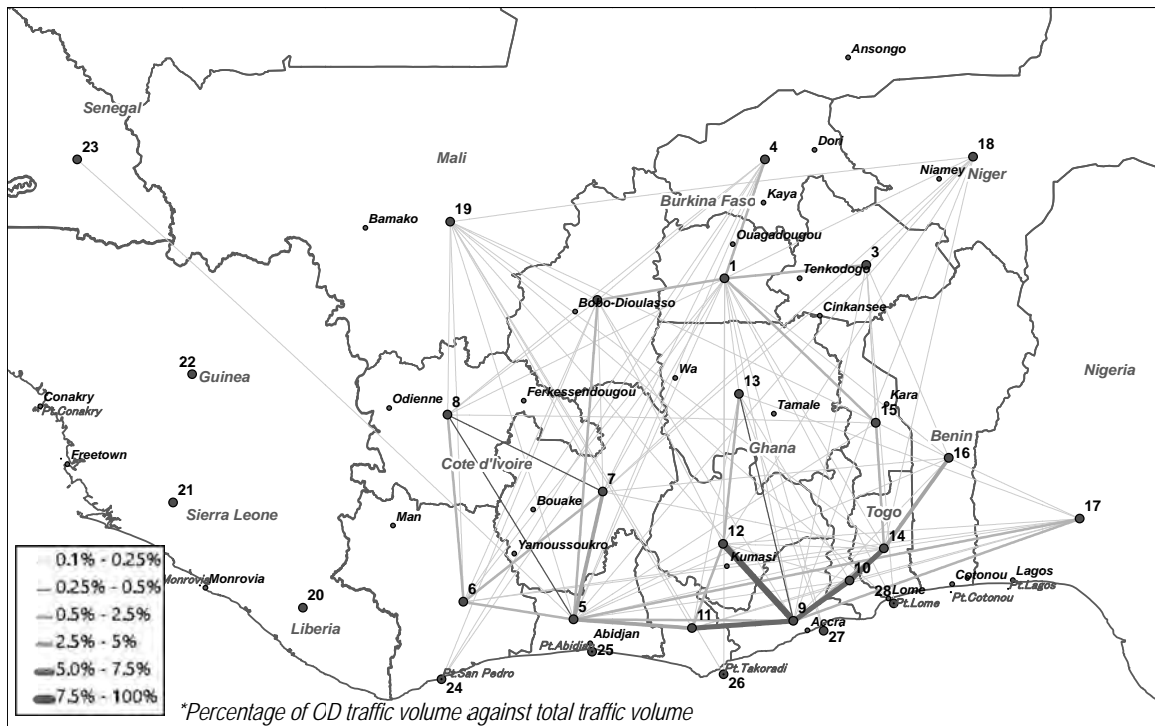 Ansongo
Senegal
23
Mali
4
Dori
18
Niamey
Niger
Kaya
Burkina Faso
19
Bamako
Ouagadougou
1
3
Tenkodogo
Bobo-Dioulasso
Cinkansee
22
Guinea
Wa
13
Nigeria
Conakry
Pt.Conakry
Odienne
8
Ferkessendougou
Tamale
Kara
15
Freetown
Cote d'Ivoire
Ghana
Benin
16
7
21
Sierra Leone
Man
Bouake
Togo
17
12
14
Yamoussoukro
Kumasi
10
0.1% - 0.25%
0.25% - 0.5%
0.5% - 2.5%
2.5% - 5%
5.0% - 7.5%
7.5% - 100%
Monrovia
Monrovia
20
Liberia
6
5
11
9
28
Lome
Pt.Lome
Cotonou
Pt.Cotonou
Lagos
Pt.Lagos
Abidjan
Pt.Abidja
25
Accra
27
Pt.San Pedro
24
Pt.Takoradi
26
*Percentage of OD traffic volume against total traffic volume